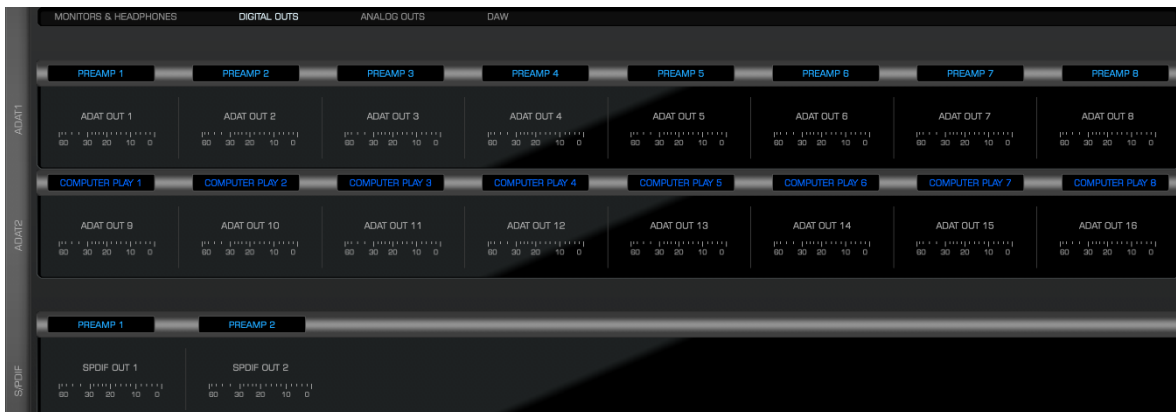 MONITORS & HEADPHONES DIGITAL OUTS ANALOG OUTS DAW
ADAT1
PREAMP 1 PREAMP 2 PREAMP 3 PREAMP 4 PREAMP 5 PREAMP 6 PREAMP 7 PREAMP 8
ADAT OUT 1 ADAT OUT 2 ADAT OUT 3 ADAT OUT 4 ADAT OUT 5 ADAT OUT 6 ADAT OUT 7 ADAT OUT 8
60 30 20 10 0 60 30 20 10 0 60 30 20 10 0 60 30 20 10 0 60 30 20 10 0 60 30 20 10 0 60 30 20 10 0 60 30 20 10 0
ADAT2
COMPUTER PLAY 1 COMPUTER PLAY 2 COMPUTER PLAY 3 COMPUTER PLAY 4 COMPUTER PLAY 5 COMPUTER PLAY 6 COMPUTER PLAY 7 COMPUTER PLAY 8
ADAT OUT 9 ADAT OUT 10 ADAT OUT 11 ADAT OUT 12 ADAT OUT 13 ADAT OUT 14 ADAT OUT 15 ADAT OUT 16
60 30 20 10 0 60 30 20 10 0 60 30 20 10 0 60 30 20 10 0 60 30 20 10 0 60 30 20 10 0 60 30 20 10 0 60 30 20 10 0
S/PDIF
PREAMP 1 PREAMP 2
SPDIF OUT 1 SPDIF OUT 2
60 30 20 10 0 60 30 20 10 0